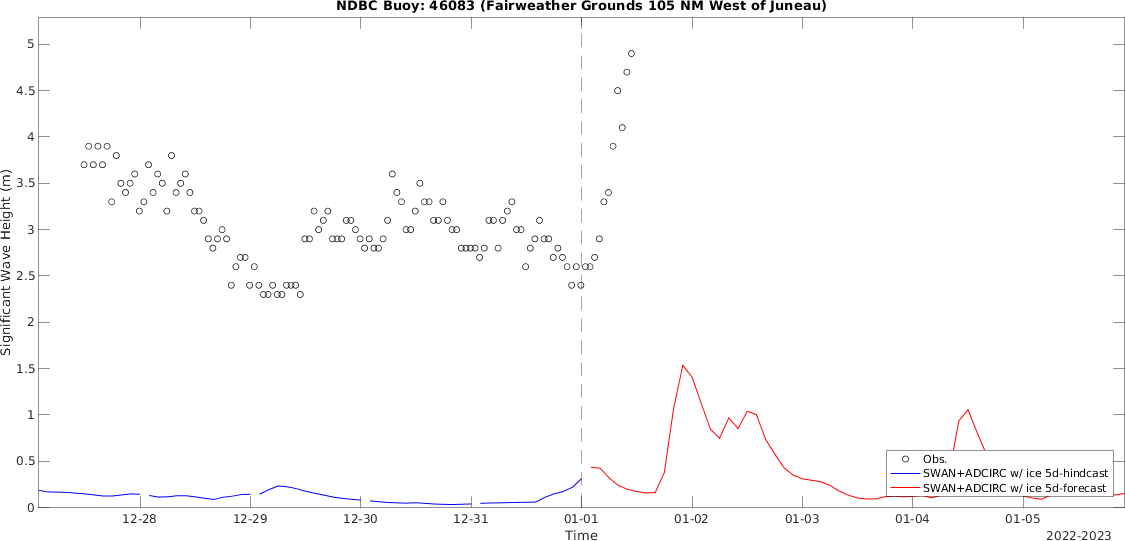 NDBC Buoy: 46083 (Fairweather Grounds 105 NM West of Juneau)
Significant Wave Height (m)
5
4.5
4
3.5
3
2.5
2
1.5
1
0.5
0
Obs.
SWAN+ADCIRC w/ ice 5d-hindcast
SWAN+ADCIRC w/ ice 5d-forecast
12-28 12-29 12-30 12-31 01-01 01-02 01-03 01-04 01-05
Time
2022-2023